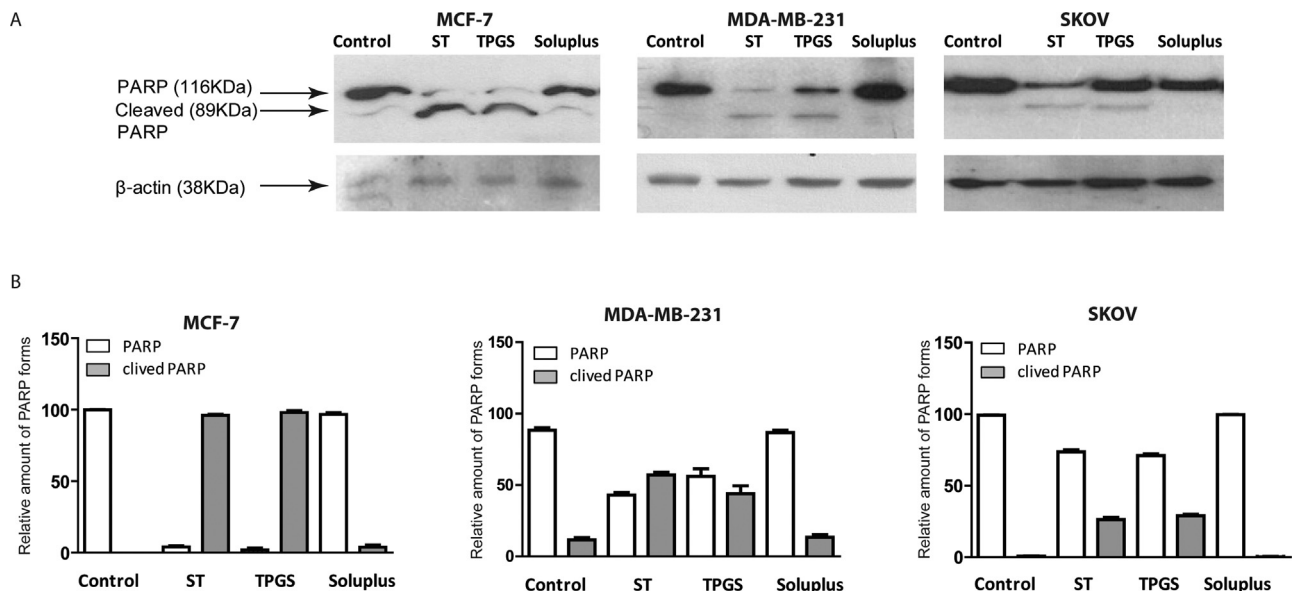 A
MCF-7
MDA-MB-231
SKOV
Control ST TPGS Soluplus
Control ST TPGS Soluplus
Control ST TPGS Soluplus
PARP (116KDa)
Cleaved (89KDa)
PARP
β-actin (38KDa)
B
MCF-7
Relative amount of PARP forms
150
100
50
0
PARP
clived PARP
Control ST TPGS Soluplus
MDA-MB-231
Relative amount of PARP forms
150
100
50
0
PARP
clived PARP
Control ST TPGS Soluplus
SKOV
Relative amount of PARP forms
150
100
50
0
PARP
clived PARP
Control ST TPGS Soluplus